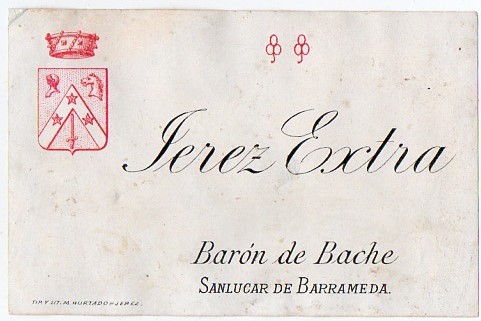 Jerez Extra
Barón de Bache
SANLUCAR DE BARRAMEDA.
TIP Y LIT. M. HURTADO - JEREZ.